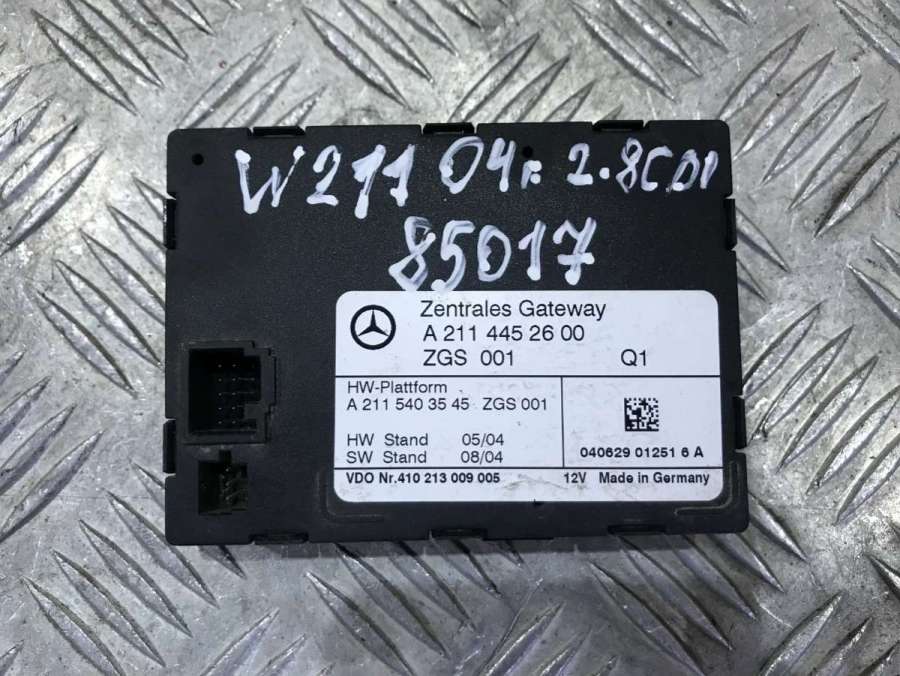 W211 04г. 2.8CDI
85017
Zentrales Gateway
A 211 445 26 00
ZGS 001 Q1
HW-Plattform
A 211 540 35 45 ZGS 001
HW Stand 05/04
SW Stand 08/04
040629 01251 6 A
VDO Nr.410 213 009 005 12V Made in Germany